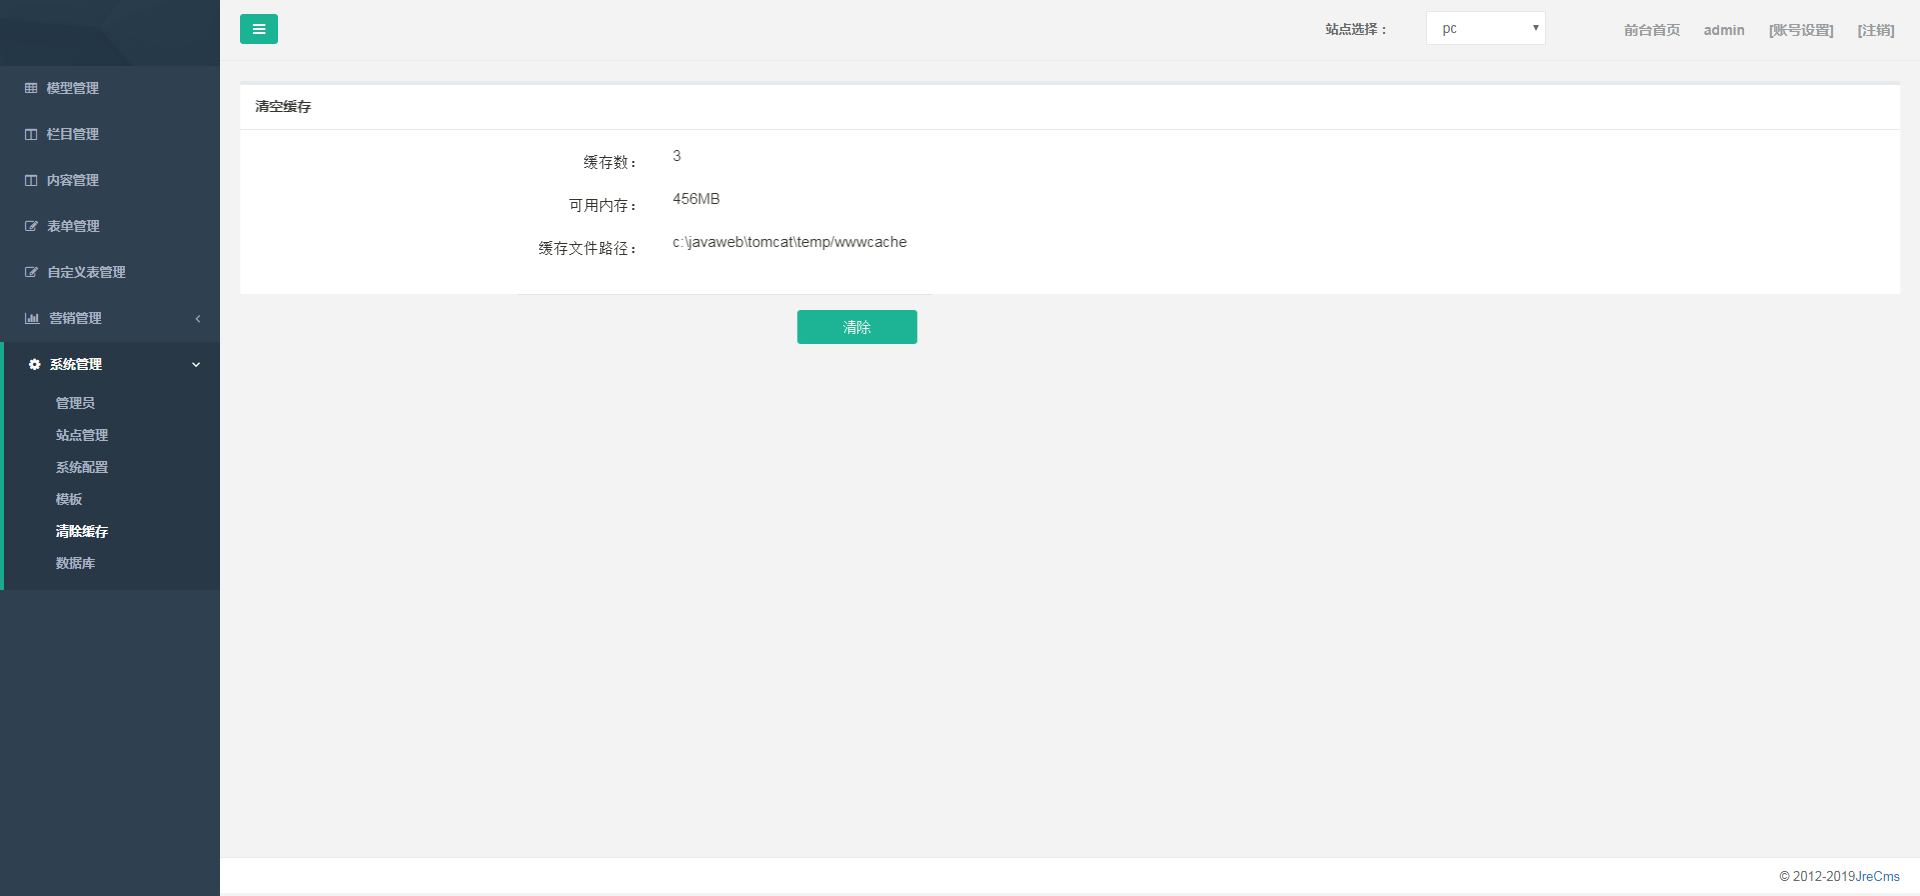 站点选择：
pc
前台首页
admin
[账号设置]
[注销]
模型管理
栏目管理
内容管理
表单管理
自定义表管理
营销管理
系统管理
管理员
站点管理
系统配置
模板
清除缓存
数据库
清空缓存
缓存数： 3
可用内存： 456MB
缓存文件路径： c:\javaweb\tomcat\temp/wwwcache
清除
© 2012-2019JreCms